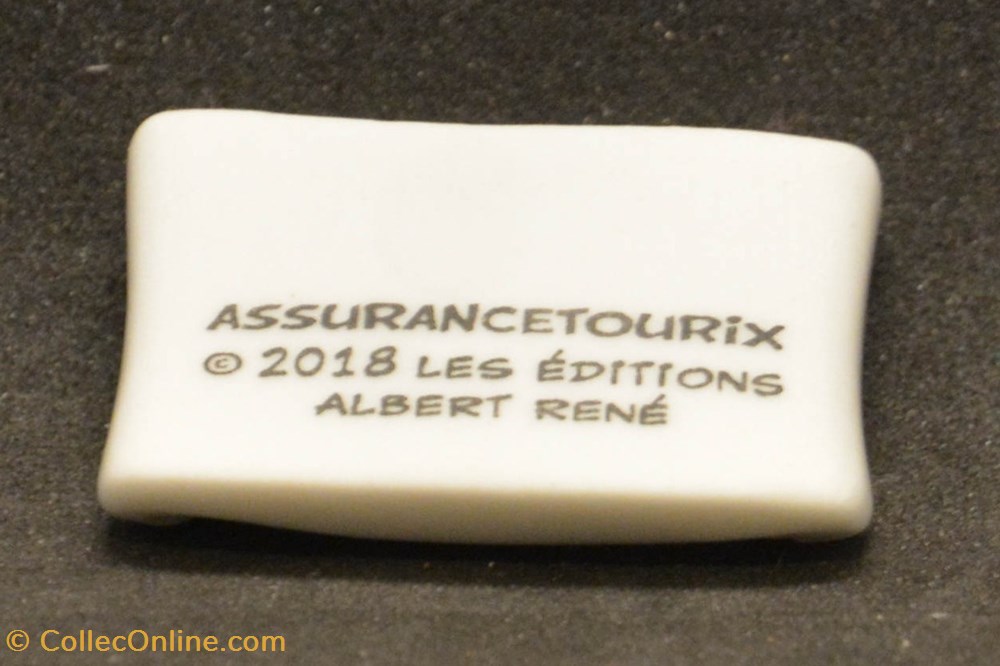 ASSURANCETOURiX
© 2018 LES ÉDITIONS
ALBERT RENÉ
© CollecOnline.com